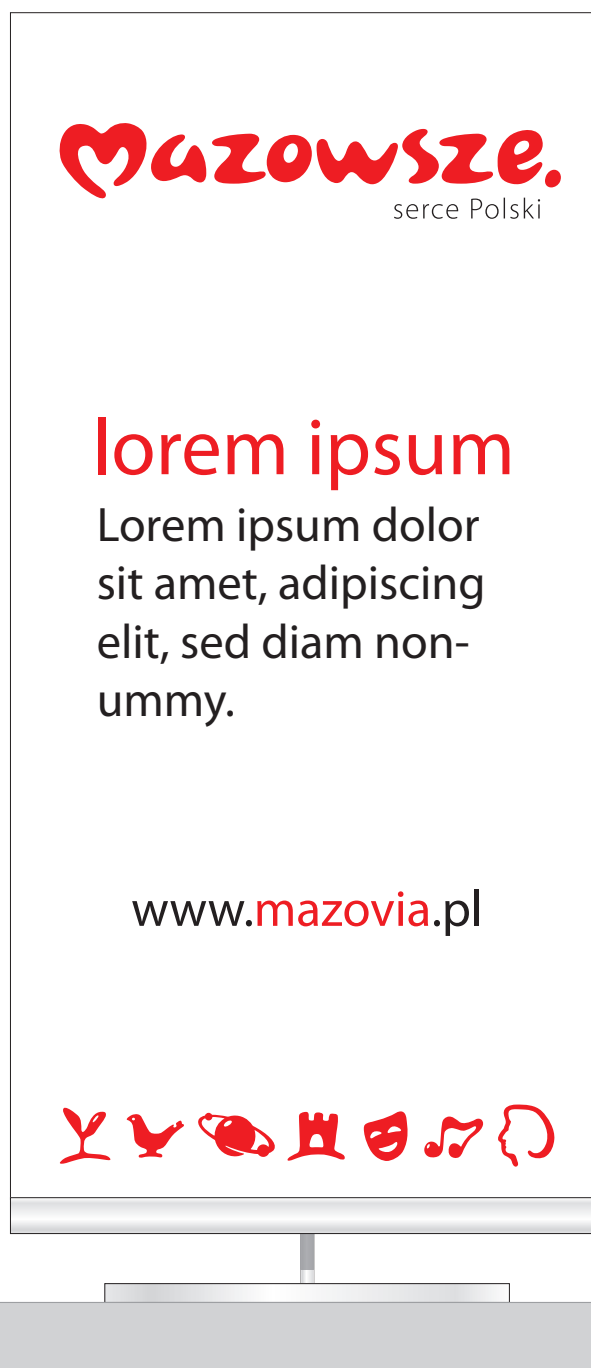 mazowsze.
serce Polski
lorem ipsum
Lorem ipsum dolor
sit amet, adipiscing
elit, sed diam non-
ummy.
www.mazovia.pl